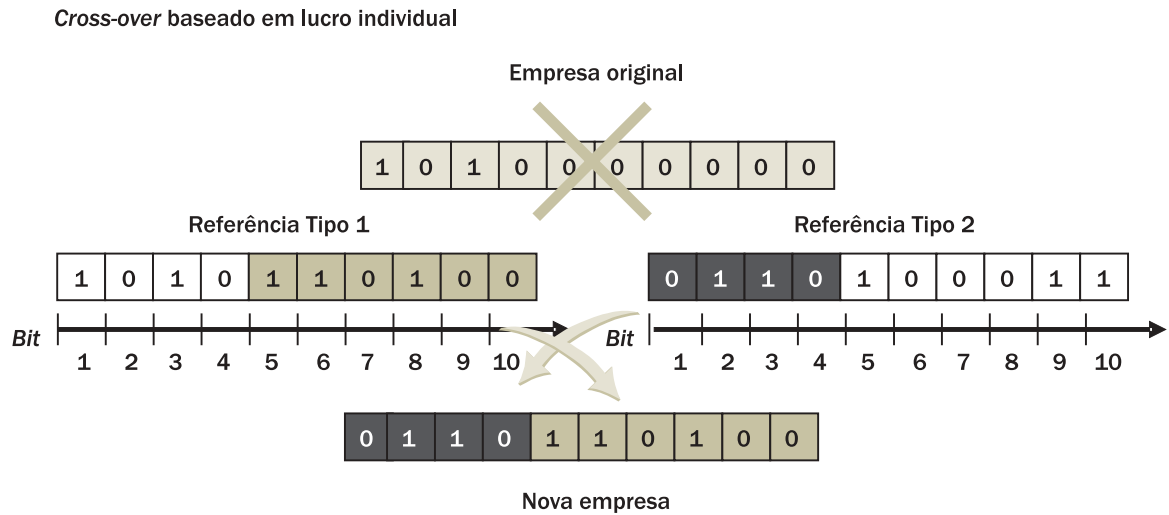 Cross-over baseado em lucro individual
Empresa original
1 0 1 0 0 0 0 0 0 0
Referência Tipo 1
Referência Tipo 2
1 0 1 0 1 1 0 1 0 0
0 1 1 0 1 0 0 0 1 1
Bit
1 2 3 4 5 6 7 8 9 10
Bit
1 2 3 4 5 6 7 8 9 10
0 1 1 0 1 1 0 1 0 0
Nova empresa